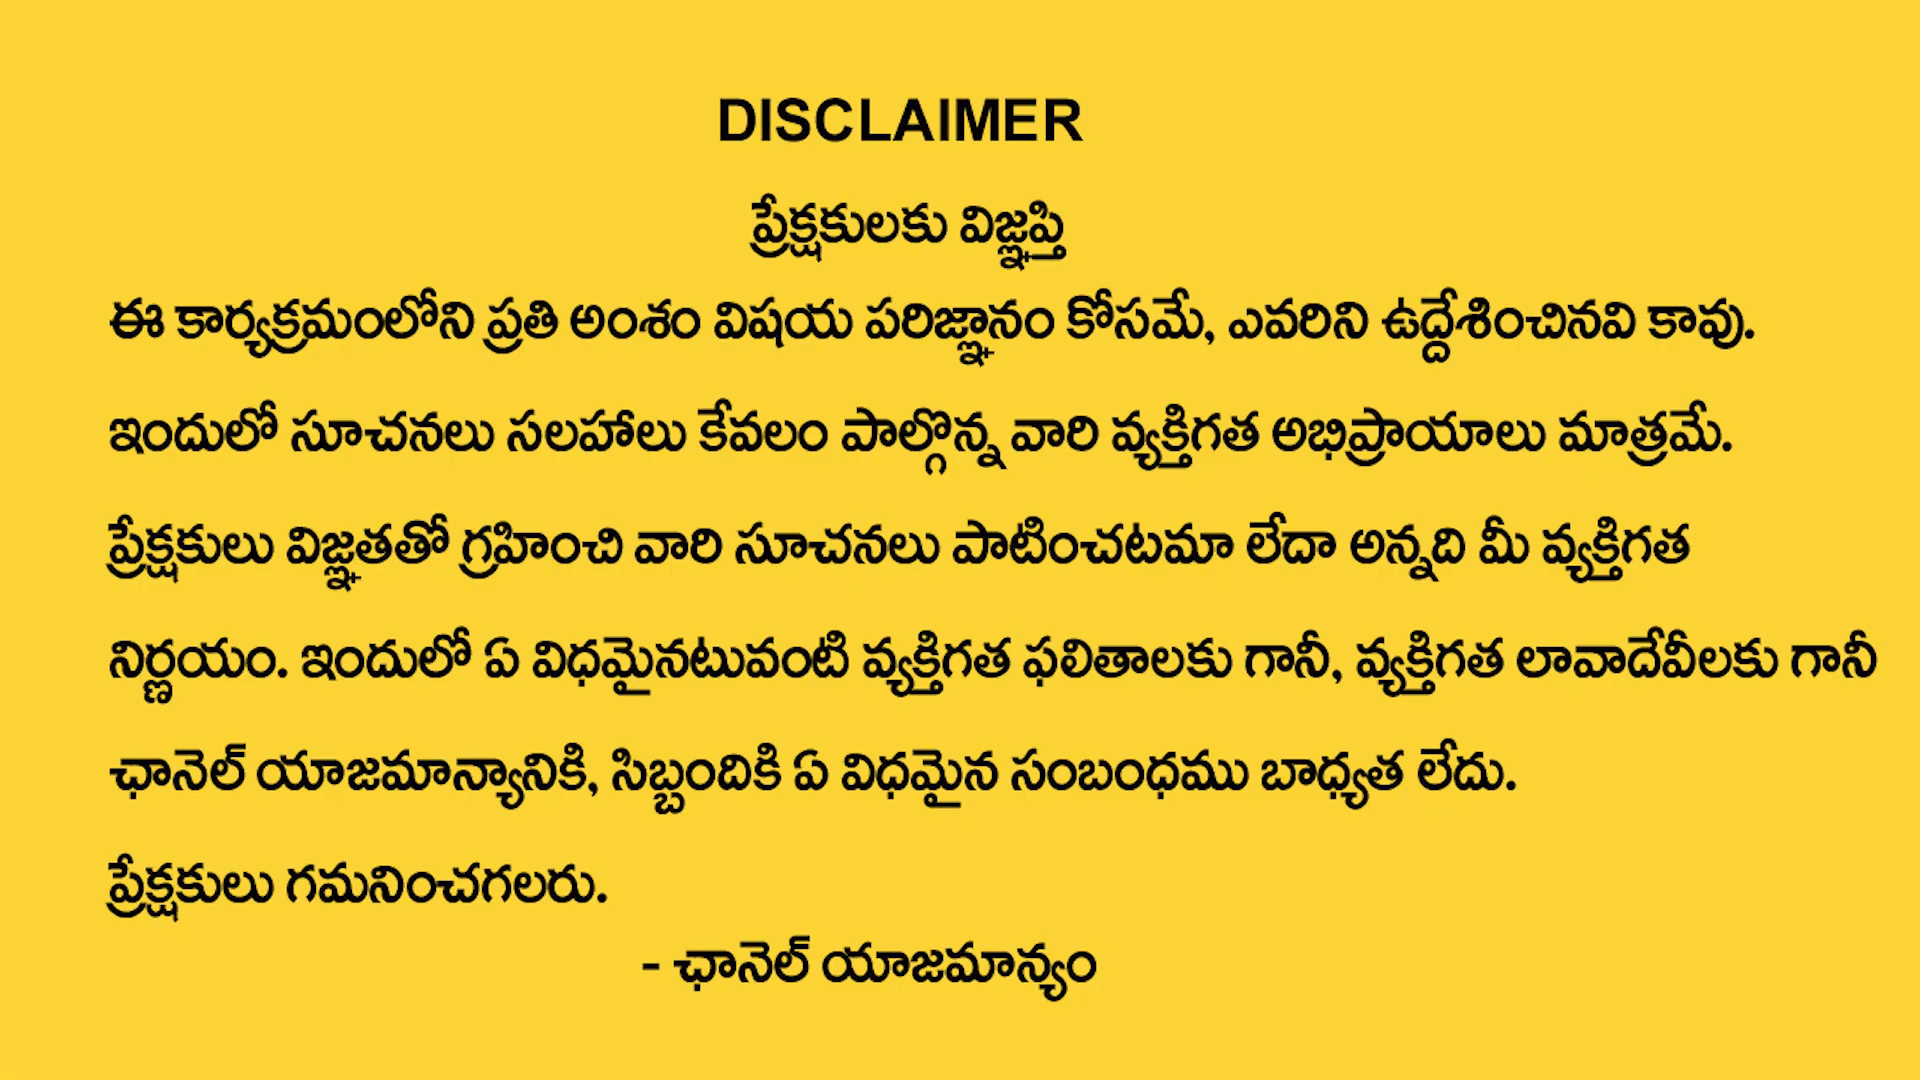 DISCLAIMER
ప్రేక్షకులకు విజ్ఞప్తి
ఈ కార్యక్రమంలోని ప్రతి అంశం విషయ పరిజ్ఞానం కోసమే, ఎవరిని ఉద్దేశించినవి కావు.
ఇందులో సూచనలు సలహాలు కేవలం పాల్గొన్న వారి వ్యక్తిగత అభిప్రాయాలు మాత్రమే.
ప్రేక్షకులు విజ్ఞతతో గ్రహించి వారి సూచనలు పాటించటమా లేదా అన్నది మీ వ్యక్తిగత
నిర్ణయం. ఇందులో ఏ విధమైనటువంటి వ్యక్తిగత ఫలితాలకు గానీ, వ్యక్తిగత లావాదేవీలకు గానీ
ఛానెల్ యాజమాన్యానికి, సిబ్బందికి ఏ విధమైన సంబంధము బాధ్యత లేదు.
ప్రేక్షకులు గమనించగలరు.
- ఛానెల్ యాజమాన్యం